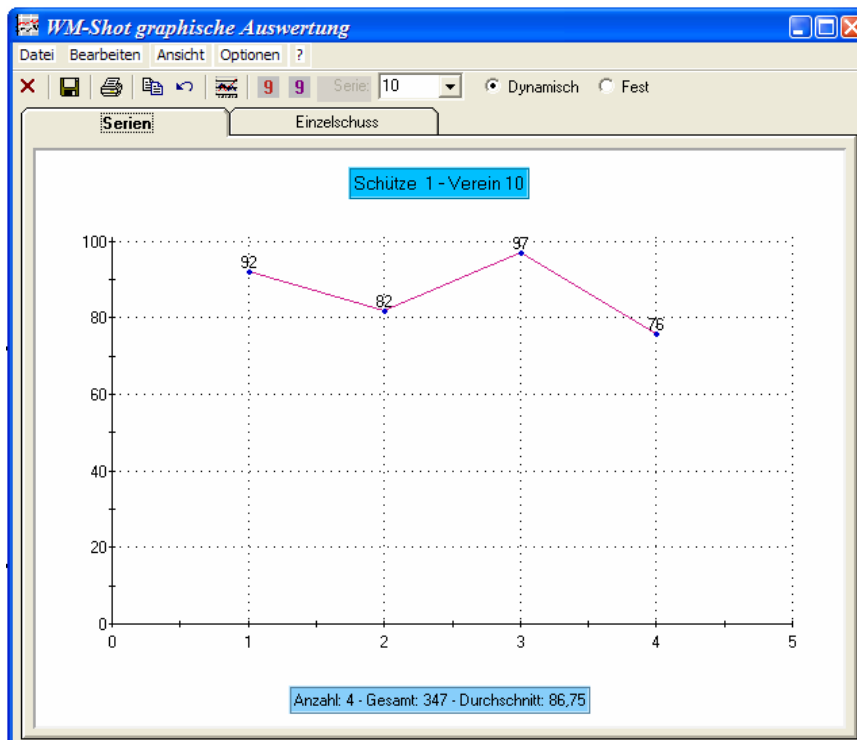 WM-Shot graphische Auswertung
Datei Bearbeiten Ansicht Optionen ?
9 9 Serie: 10 Dynamisch Fest
Serien Einzelschuss
Schütze 1 - Verein 10
100
92
82
97
76
80
60
40
20
0
0 1 2 3 4 5
Anzahl: 4 - Gesamt: 347 - Durchschnitt: 86,75